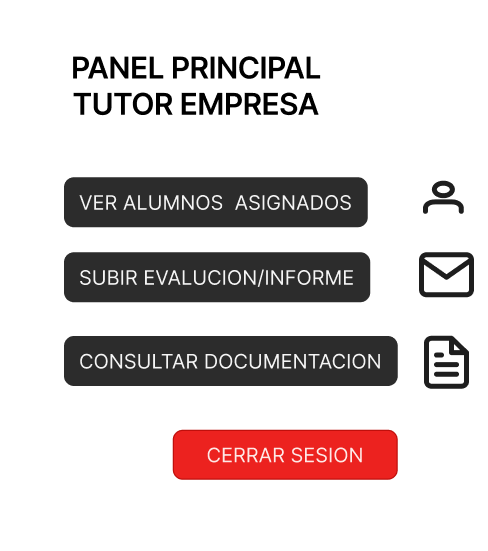 PANEL PRINCIPAL
TUTOR EMPRESA
VER ALUMNOS ASIGNADOS
SUBIR EVALUCION/INFORME
CONSULTAR DOCUMENTACION
CERRAR SESION